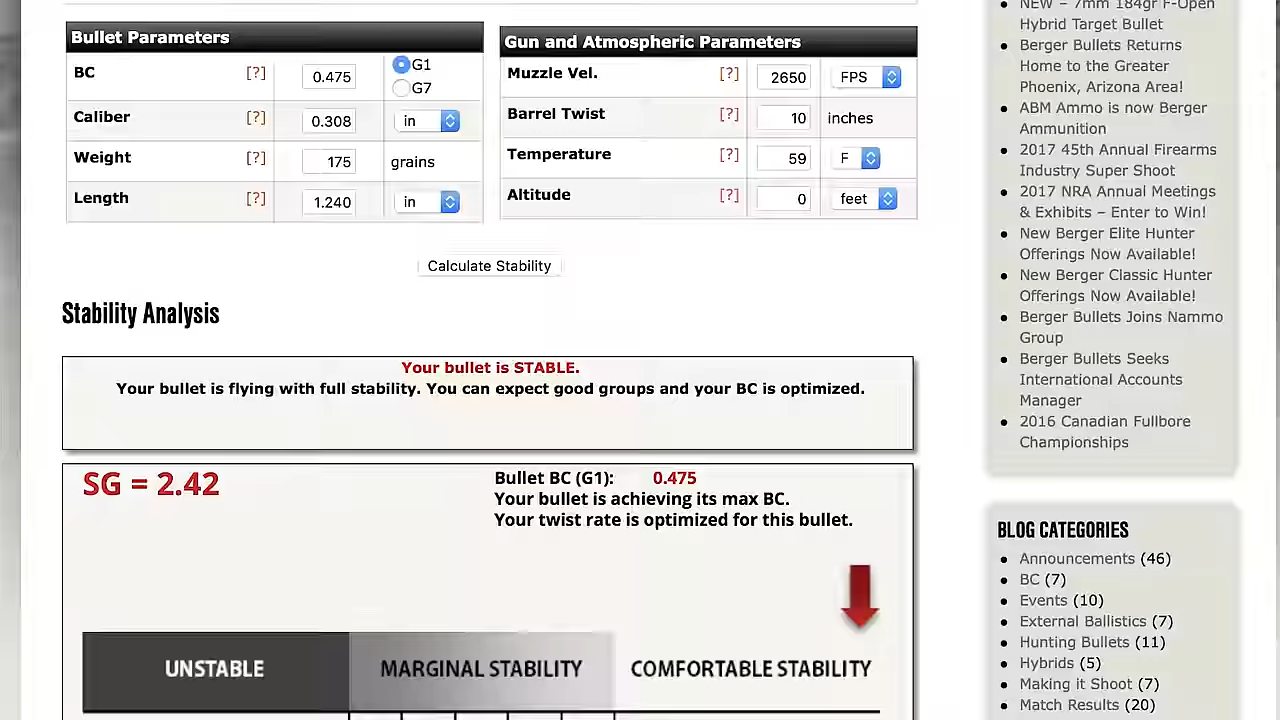 Bullet Parameters
BC [?] 0.475 G1
G7
Caliber [?] 0.308 in
Weight [?] 175 grains
Length [?] 1.240 in
Gun and Atmospheric Parameters
Muzzle Vel. [?] 2650 FPS
Barrel Twist [?] 10 inches
Temperature [?] 59 F
Altitude [?] 0 feet
Calculate Stability
Stability Analysis
Your bullet is STABLE.
Your bullet is flying with full stability. You can expect good groups and your BC is optimized.
SG = 2.42
Bullet BC (G1): 0.475
Your bullet is achieving its max BC.
Your twist rate is optimized for this bullet.
UNSTABLE
MARGINAL STABILITY
COMFORTABLE STABILITY
NEW – 7mm 184gr F-Open
Hybrid Target Bullet
Berger Bullets Returns
Home to the Greater
Phoenix, Arizona Area!
ABM Ammo is now Berger
Ammunition
2017 45th Annual Firearms
Industry Super Shoot
2017 NRA Annual Meetings
& Exhibits – Enter to Win!
New Berger Elite Hunter
Offerings Now Available!
New Berger Classic Hunter
Offerings Now Available!
Berger Bullets Joins Nammo
Group
Berger Bullets Seeks
International Accounts
Manager
2016 Canadian Fullbore
Championships
BLOG CATEGORIES
Announcements (46)
BC (7)
Events (10)
External Ballistics (7)
Hunting Bullets (11)
Hybrids (5)
Making it Shoot (7)
Match Results (20)